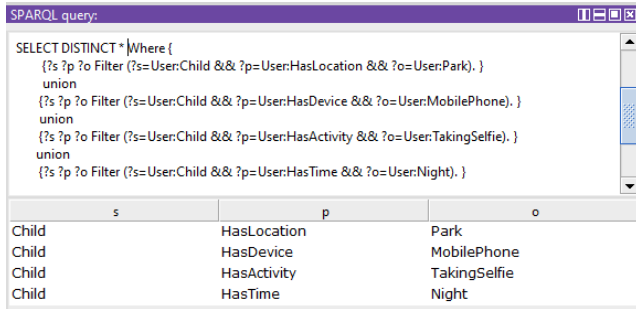 SPARQL query:
SELECT DISTINCT * Where {
{?s ?p ?o Filter (?s=User:Child && ?p=User:HasLocation && ?o=User:Park). }
union
{?s ?p ?o Filter (?s=User:Child && ?p=User:HasDevice && ?o=User:MobilePhone). }
union
{?s ?p ?o Filter (?s=User:Child && ?p=User:HasActivity && ?o=User:TakingSelfie). }
union
{?s ?p ?o Filter (?s=User:Child && ?p=User:HasTime && ?o=User:Night). }
s p o
Child HasLocation Park
Child HasDevice MobilePhone
Child HasActivity TakingSelfie
Child HasTime Night